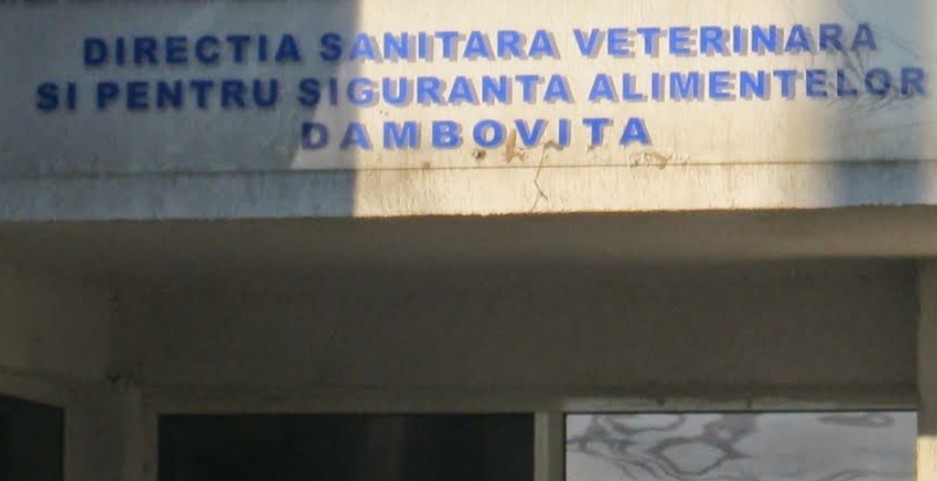 DIRECTIA SANITARA VETERINARA
SI PENTRU SIGURANTA ALIMENTELOR
DAMBOVITA